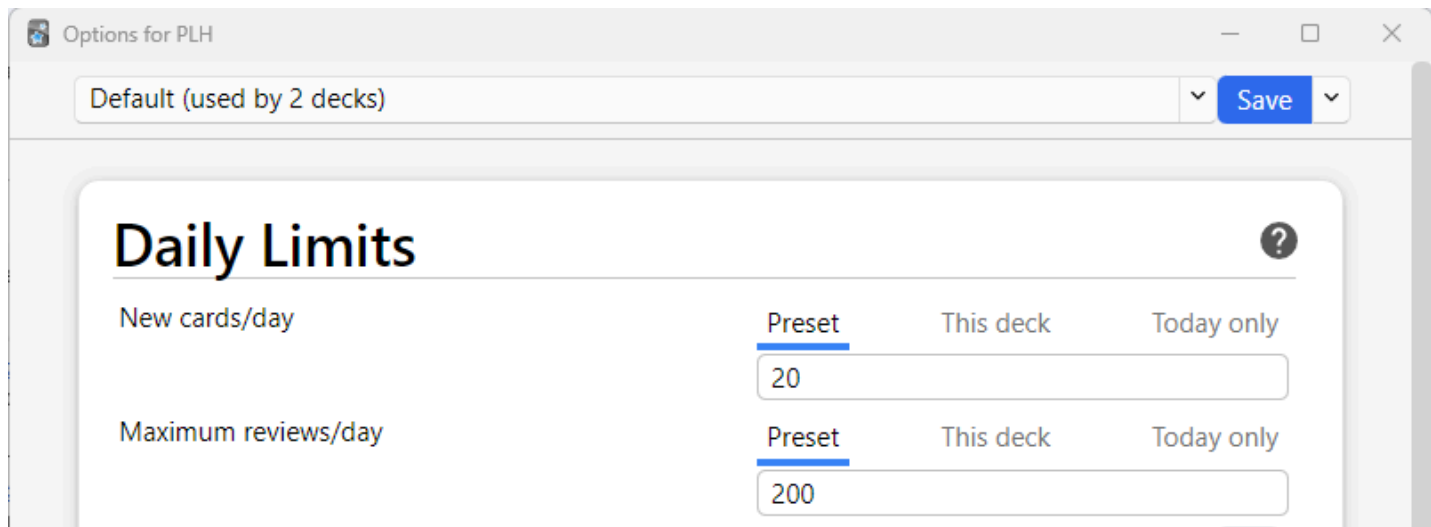 Options for PLH
Default (used by 2 decks) Save
Daily Limits ?
New cards/day Preset This deck Today only
20
Maximum reviews/day Preset This deck Today only
200